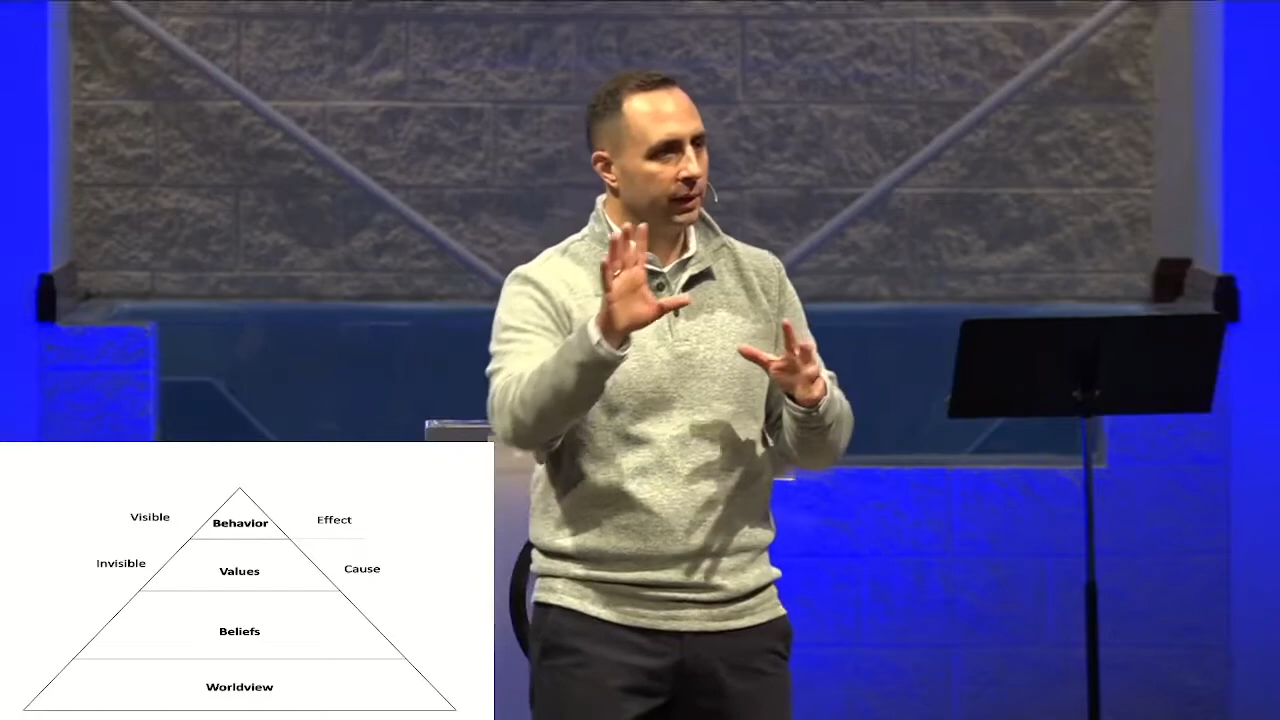 Visible
Behavior
Effect
Invisible
Values
Cause
Beliefs
Worldview